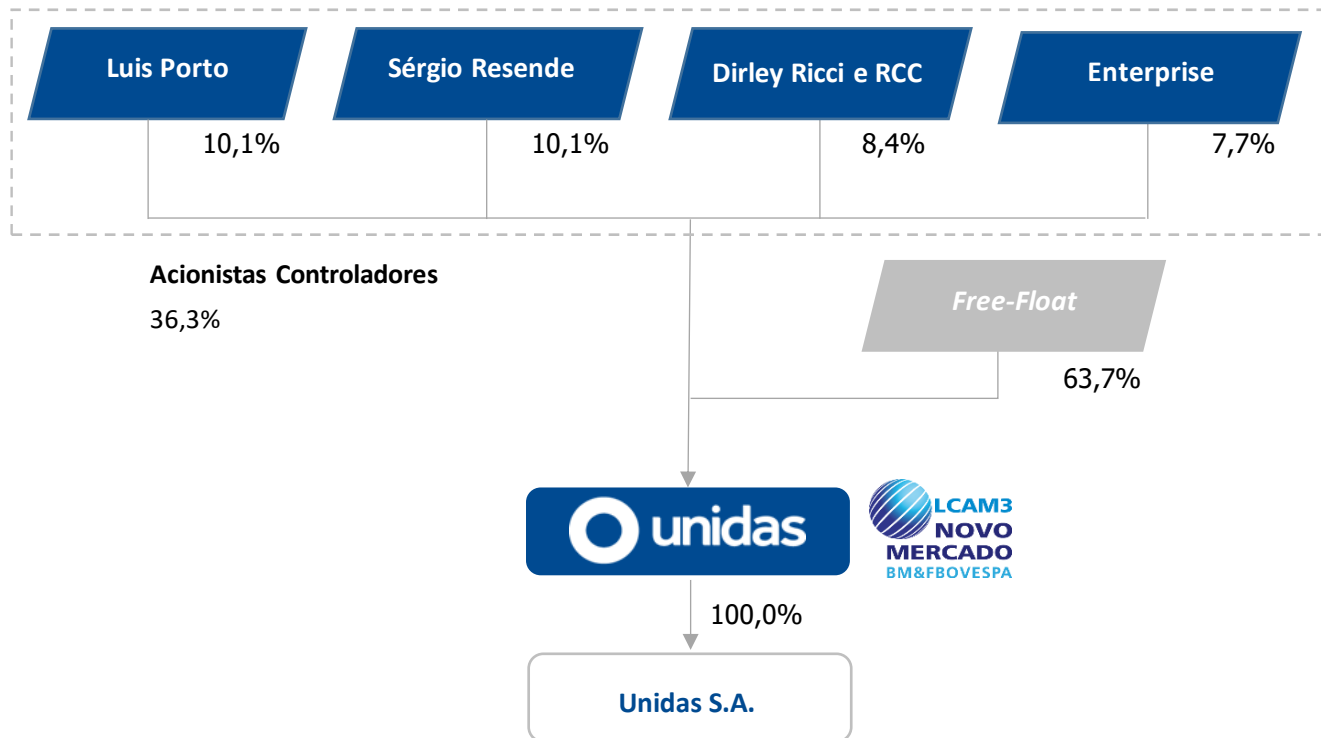 Luis Porto
Sérgio Resende
Dirley Ricci e RCC
Enterprise
10,1%
10,1%
8,4%
7,7%
Acionistas Controladores
36,3%
Free-Float
63,7%
unidas
LCAM3
NOVO
MERCADO
BM&FBOVESPA
100,0%
Unidas S.A.